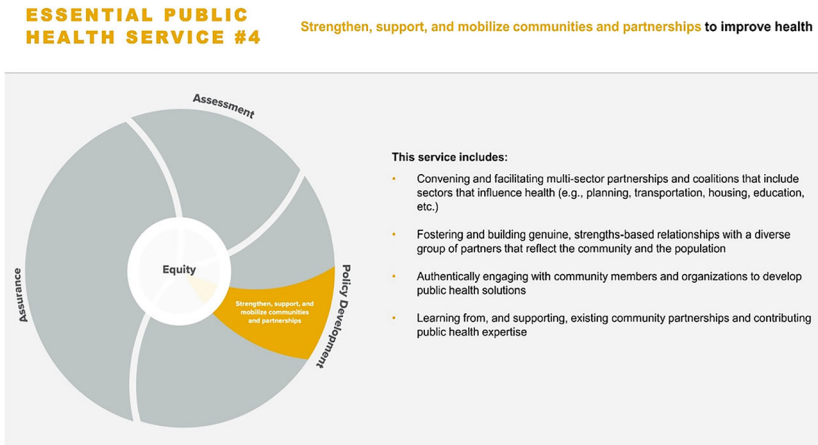 ESSENTIAL PUBLIC
HEALTH SERVICE #4
Strengthen, support, and mobilize communities and partnerships to improve health
Assessment
Assurance
Equity
Policy Development
Strengthen, support, and
mobilize communities
and partnerships
This service includes:
• Convening and facilitating multi-sector partnerships and coalitions that include
sectors that influence health (e.g., planning, transportation, housing, education,
etc.)
• Fostering and building genuine, strengths-based relationships with a diverse
group of partners that reflect the community and the population
• Authentically engaging with community members and organizations to develop
public health solutions
• Learning from, and supporting, existing community partnerships and contributing
public health expertise